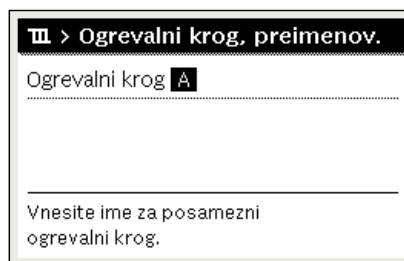 > Ogrevalni krog, preimenov.
Ogrevalni krog A
Vnesite ime za posamezni
ogrevalni krog.